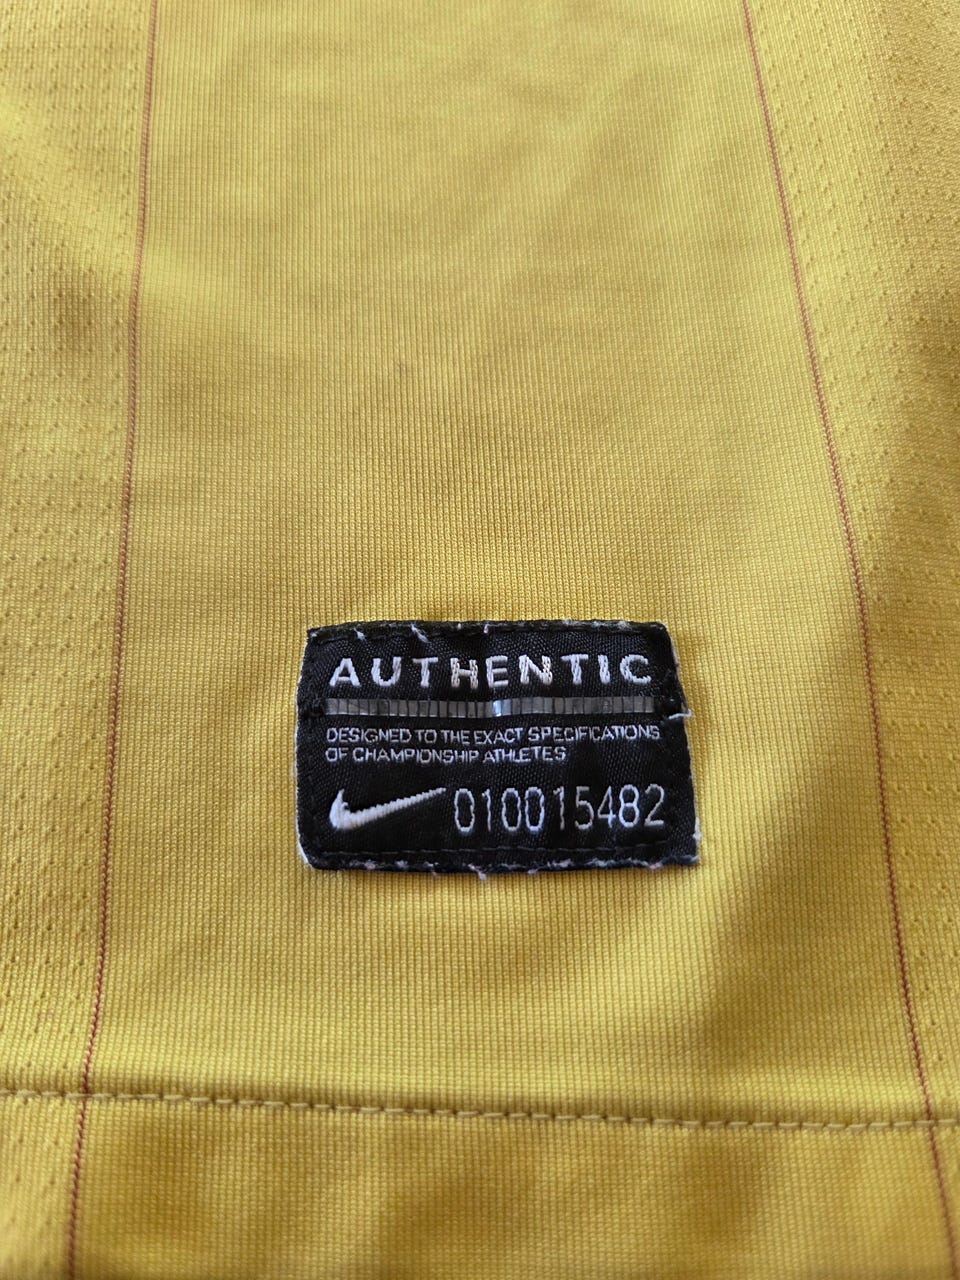 AUTHENTIC
DESIGNED TO THE EXACT SPECIFICATIONS
OF CHAMPIONSHIP ATHLETES
010015482